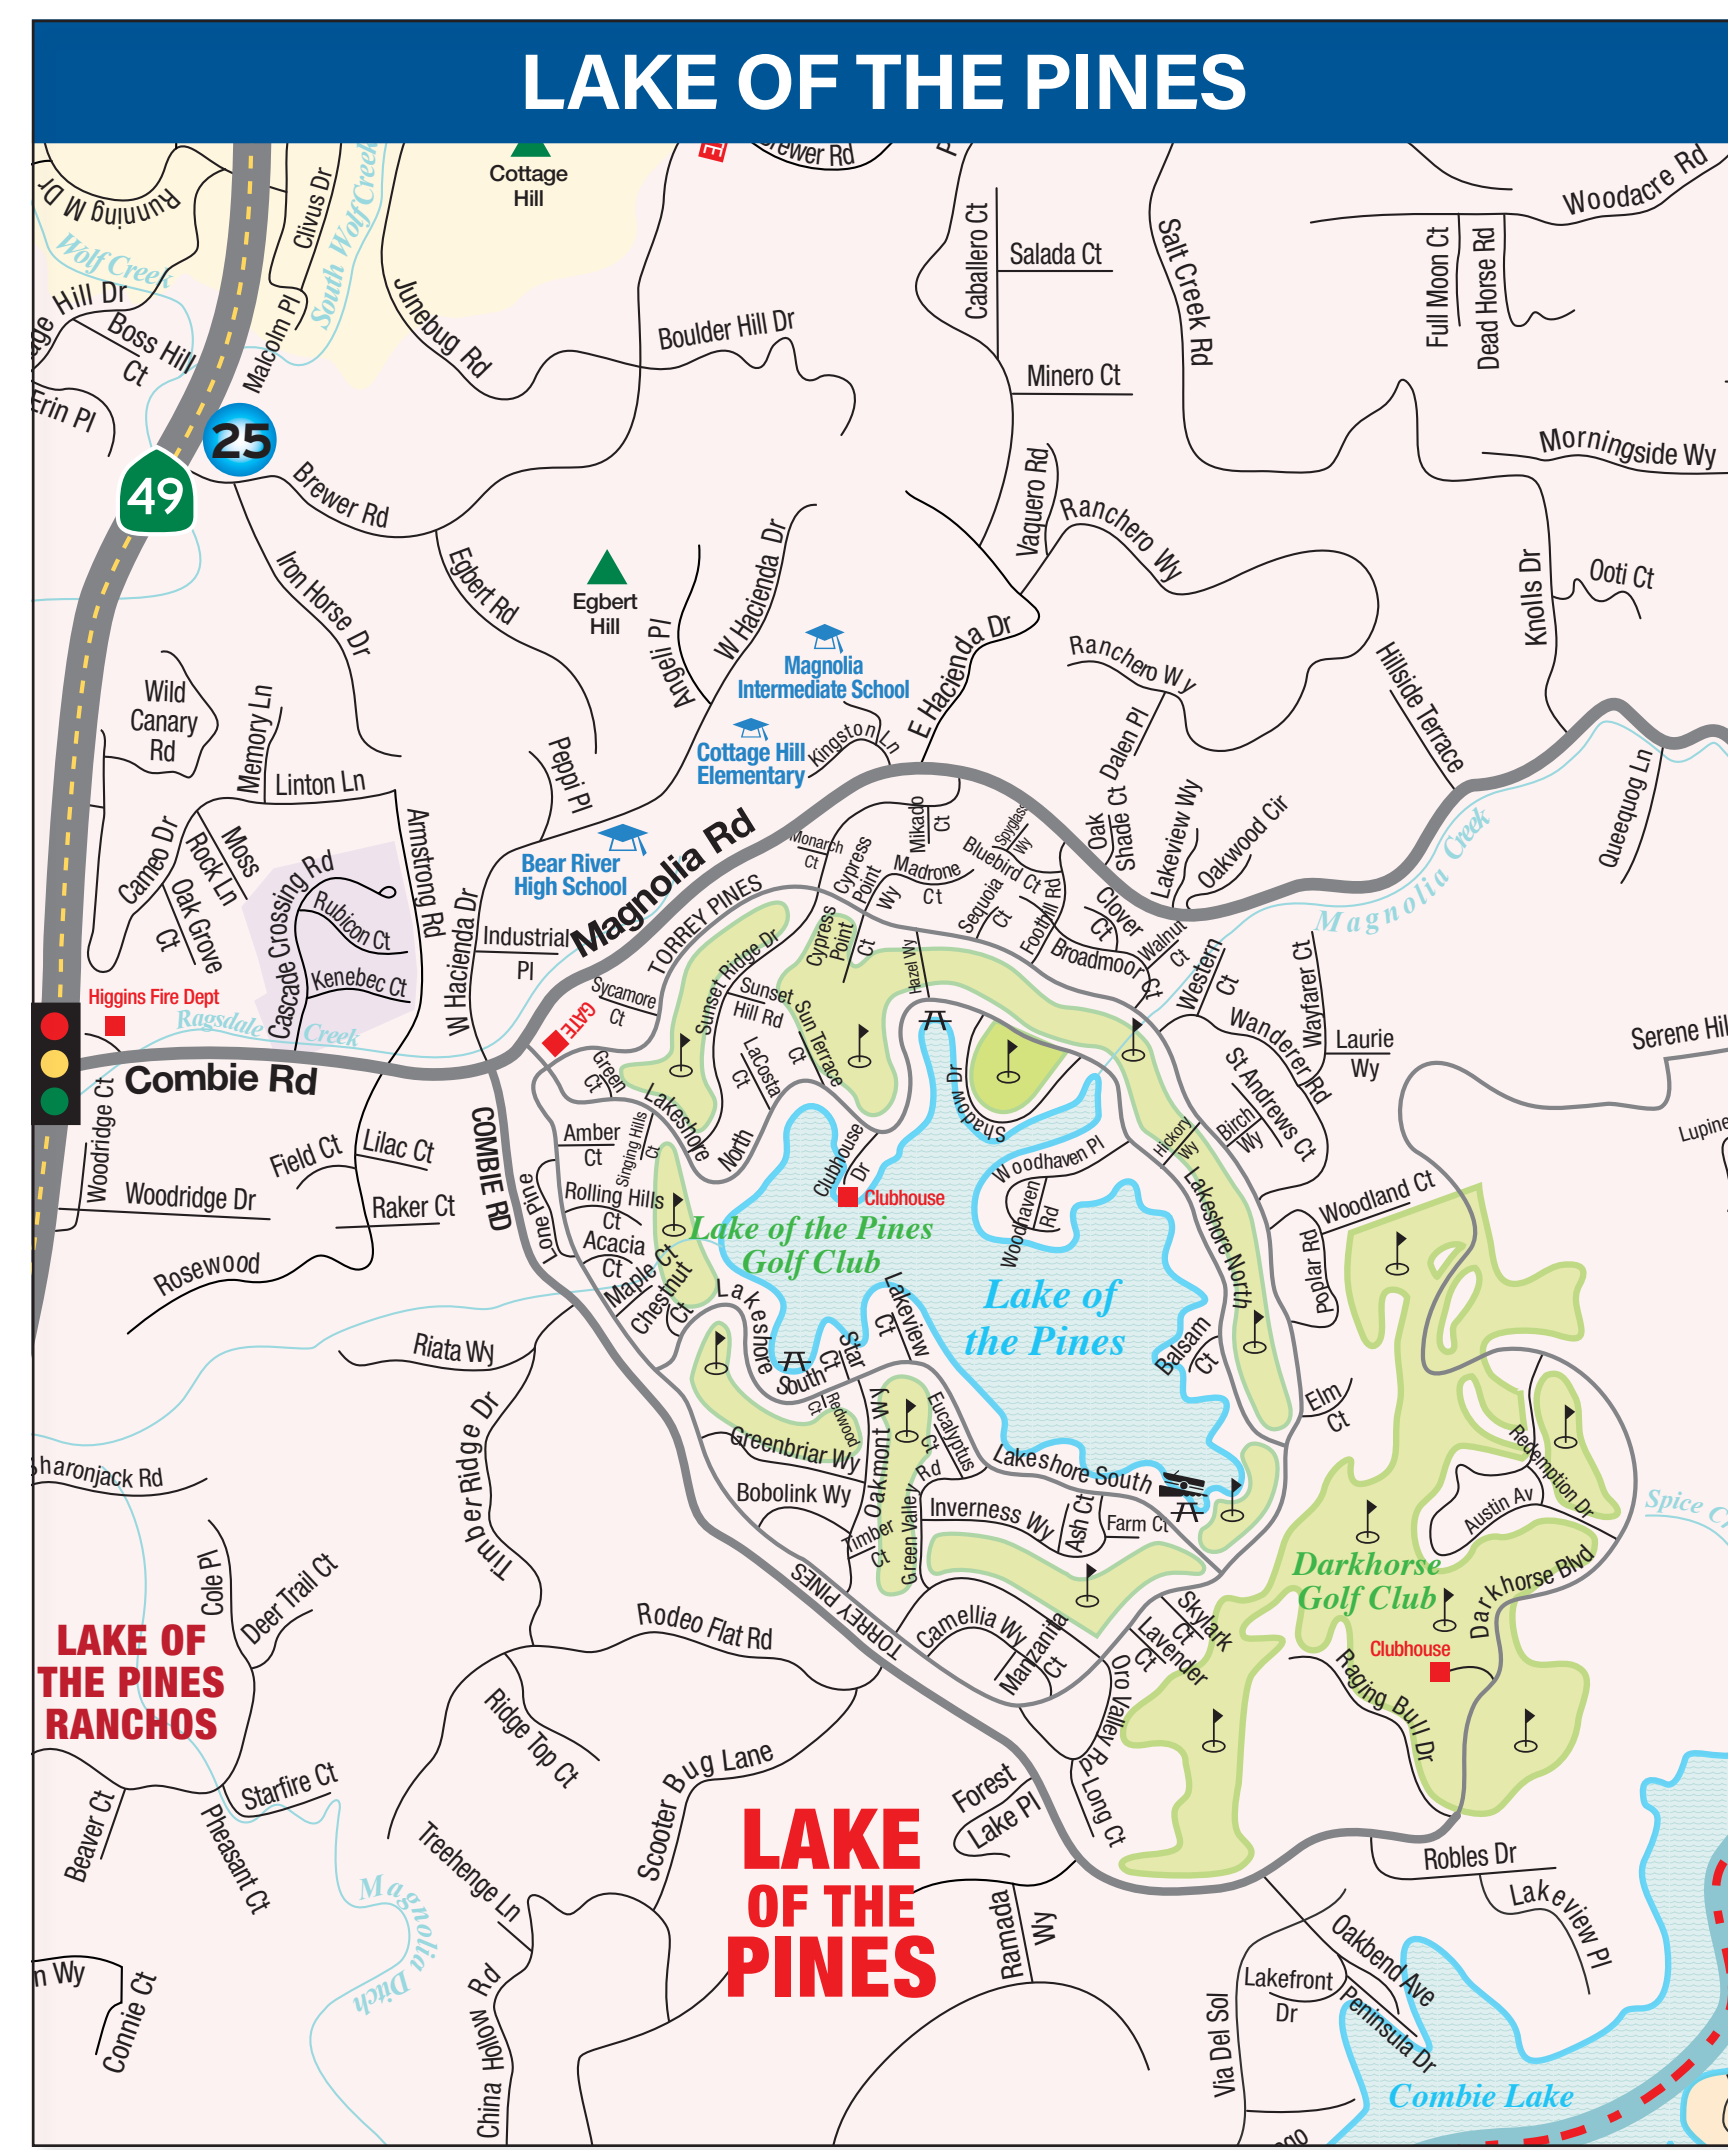 LAKE OF THE PINES
Running M Dr
Wolf Creek
Clivus Dr
South Wolf Creek
Cottage
Hill
Brewer Rd
Caballero Ct
Salada Ct
Minero Ct
Salt Creek Rd
Woodacre Rd
Full Moon Ct
Dead Horse Rd
Hill Dr
Boss Hill
Ct
Erin Pl
Malcolm Pl
Junebug Rd
Boulder Hill Dr
25
49
Brewer Rd
Vaquero Rd
Ranchero Wy
Morningside Wy
Iron Horse Dr
Egbert Rd
Egbert
Hill
Angeli Pl
W Hacienda Dr
Magnolia
Intermediate School
E Hacienda Dr
Ranchero Wy
Knolls Dr
Ooti Ct
Hillside Terrace
Wild
Canary
Rd
Memory Ln
Linton Ln
Peppi Pl
Cottage Hill
Elementary
Kingston Ln
Dalen Pl
Queequog Ln
Cameo Dr
Moss
Rock Ln
Oak Grove
Ct
Armstrong Rd
Bear River
High School
Magnolia Rd
Monarch
Ct
Mikado
Ct
Spyglass
Wy
Oak
Shade Ct
Lakeview Wy
Oakwood Cir
Magnolia Creek
Cascade Crossing Rd
Rubicon Ct
Kenebec Ct
W Hacienda Dr
Industrial
Pl
TORREY PINES
Cypress
Point
Wy
Madrone
Ct
Bluebird Ct
Sequoia
Ct
Foothill Rd
Clover
Ct
Broadmoor
Ct
Walnut
Ct
Western
Ct
Wayfarer Ct
Wanderer Rd
Laurie
Wy
Serene Hil
Higgins Fire Dept
Ragsdale
Creek
Sycamore
Ct
Sunset Ridge Dr
Sunset
Hill Rd
Cypress
Point
Ct
Hazel Wy
Sun Terrace
Ct
GATE
Green
Ct
LaCosta
Ct
Shadow Dr
St Andrews Ct
Combie Rd
Woodridge Ct
COMBIE RD
Amber
Ct
Singing Hills
Ct
Lakeshore
North
Clubhouse
Dr
Clubhouse
Woodhaven Pl
Woodhaven
Rd
Hickory
Wy
Birch
Wy
Lupine
Field Ct
Lilac Ct
Woodridge Dr
Raker Ct
Lone Pine
Rolling Hills
Ct
Acacia
Ct
Maple Ct
Chestnut
Ct
Lake of the Pines
Golf Club
Lake of
the Pines
Lakeshore North
Woodland Ct
Poplar Rd
Rosewood
Riata Wy
Lakeshore
South
Star
Ct
Lakeview
Ct
Balsam
Ct
Elm
Ct
Timber Ridge Dr
Redwood
Ct
Greenbriar Wy
Oakmont Wy
Eucalyptus
Ct
Lakeshore South
Redemption Dr
Austin Av
Spice C
Sharonjack Rd
Bobolink Wy
Timber
Ct
Green Valley Rd
Inverness Wy
Ash Ct
Farm Ct
Darkhorse
Golf Club
Darkhorse Blvd
Clubhouse
Cole Pl
Deer Trail Ct
TORREY PINES
Camellia Wy
Manzanita
Ct
Skylark
Ct
Lavender
Ct
Oro Valley Rd
Raging Bull Dr
LAKE OF
THE PINES
RANCHOS
Rodeo Flat Rd
Ridge Top Ct
Scooter Bug Lane
Starfire Ct
Beaver Ct
Pheasant Ct
Treehenge Ln
Magnolia Ditch
LAKE
OF THE
PINES
Forest
Lake Pl
Long Ct
Ramada
Wy
Robles Dr
Lakeview Pl
Oakbend Ave
Lakefront
Dr
Peninsula Dr
Via Del Sol
Combie Lake
n Wy
Connie Ct
China Hollow Rd